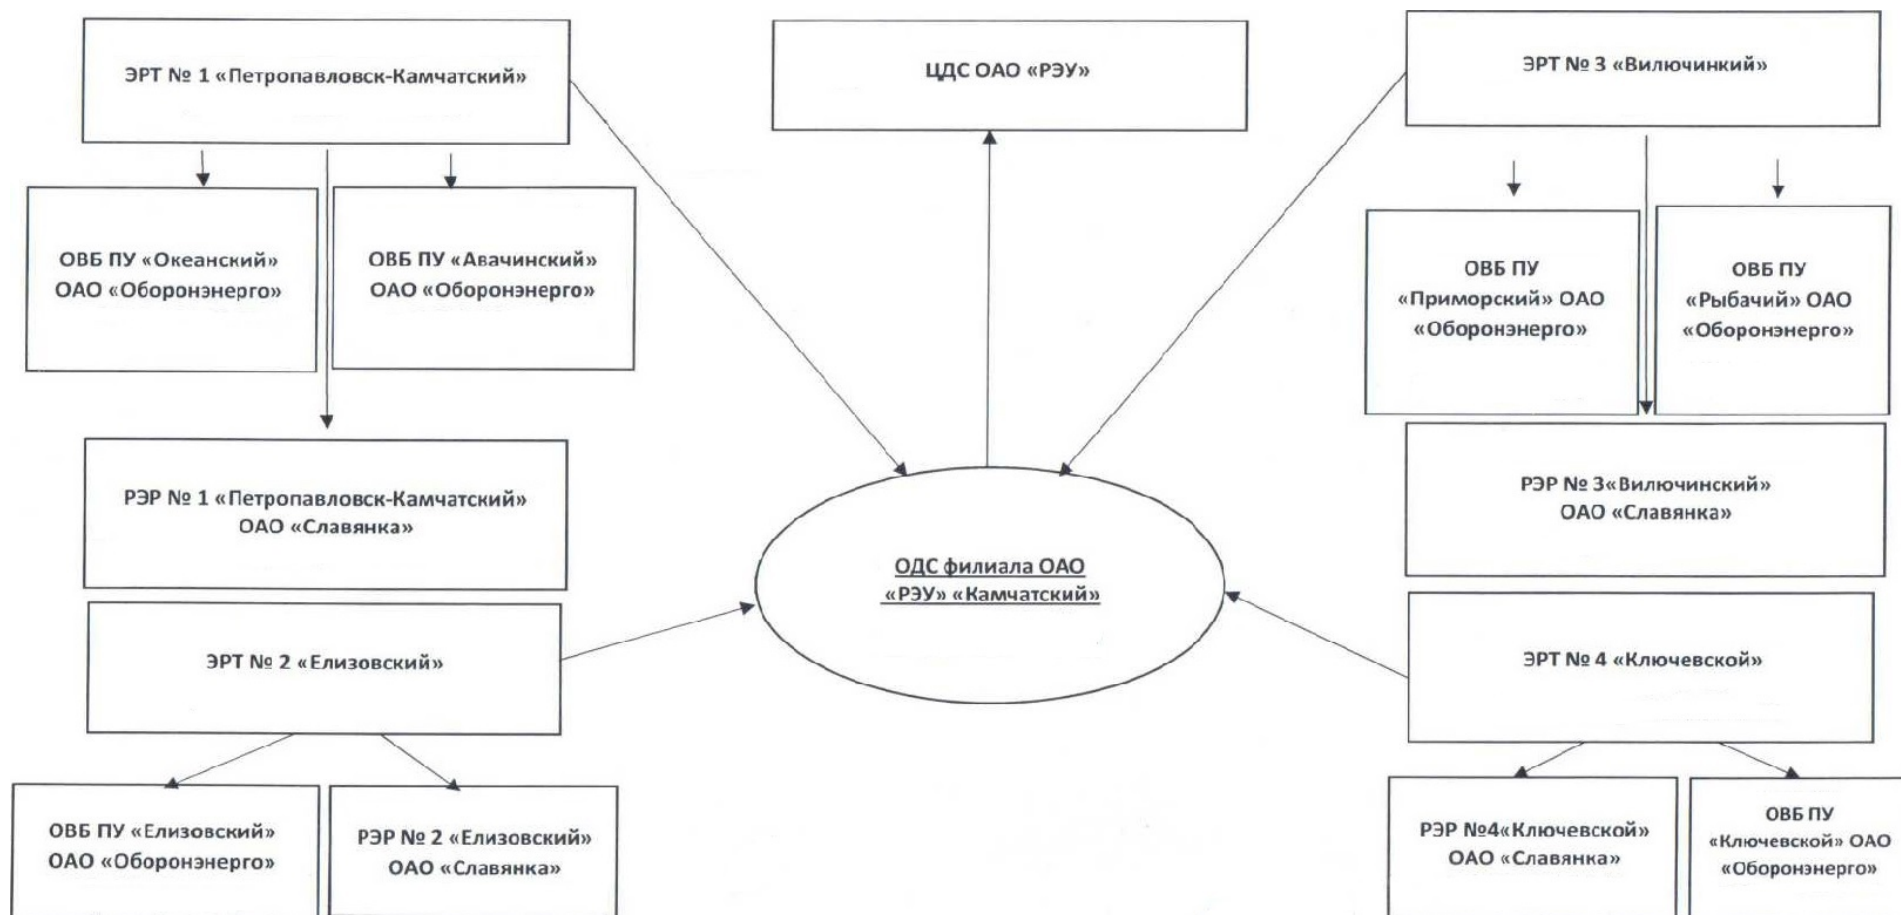 ЭРТ № 1 «Петропавловск-Камчатский»
ЦДС ОАО «РЭУ»
ЭРТ № 3 «Вилючинкий»
ОВБ ПУ «Океанский»
ОАО «Оборонэнерго»
ОВБ ПУ «Авачинский»
ОАО «Оборонэнерго»
ОВБ ПУ
«Приморский» ОАО
«Оборонэнерго»
ОВБ ПУ
«Рыбачий» ОАО
«Оборонэнерго»
РЭР № 1 «Петропавловск-Камчатский»
ОАО «Славянка»
РЭР № 3«Вилючинский»
ОАО «Славянка»
ОДС филиала ОАО
«РЭУ» «Камчатский»
ЭРТ № 2 «Елизовский»
ЭРТ № 4 «Ключевской»
ОВБ ПУ «Елизовский»
ОАО «Оборонэнерго»
РЭР № 2 «Елизовский»
ОАО «Славянка»
РЭР №4«Ключевской»
ОАО «Славянка»
ОВБ ПУ
«Ключевской» ОАО
«Оборонэнерго»